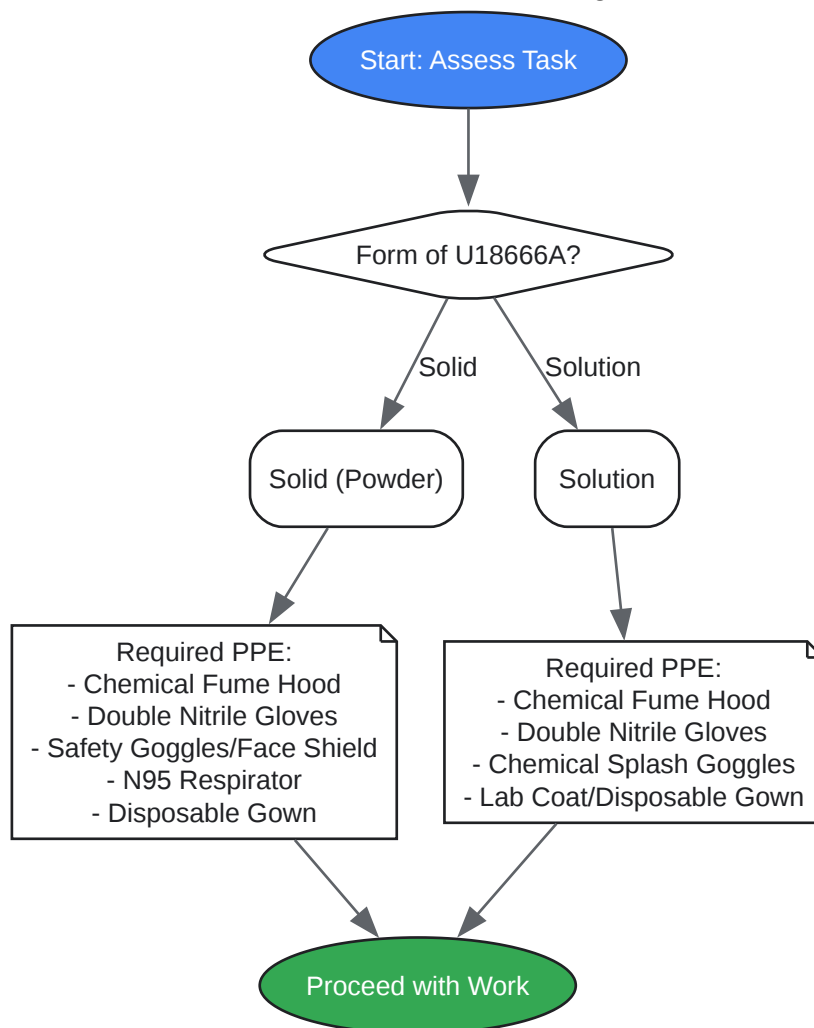 Start: Assess Task
Form of U18666A?
Solid
Solution
Solid (Powder)
Solution
Required PPE:
- Chemical Fume Hood
- Double Nitrile Gloves
- Safety Goggles/Face Shield
- N95 Respirator
- Disposable Gown
Required PPE:
- Chemical Fume Hood
- Double Nitrile Gloves
- Chemical Splash Goggles
- Lab Coat/Disposable Gown
Proceed with Work